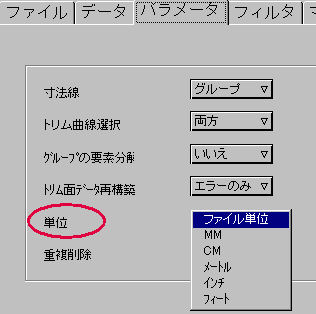 ファイル データ パラメータ フィルタ
寸法線 グループ
トリム曲線選択 両方
ｸﾞﾙｰﾌﾟの要素分解 いいえ
ﾄﾘﾑ面ﾃﾞｰﾀ再構築 エラーのみ
単位 ファイル単位
MM
重複削除 CM
ﾒｰﾄﾙ
ｲﾝﾁ
ﾌｨｰﾄ